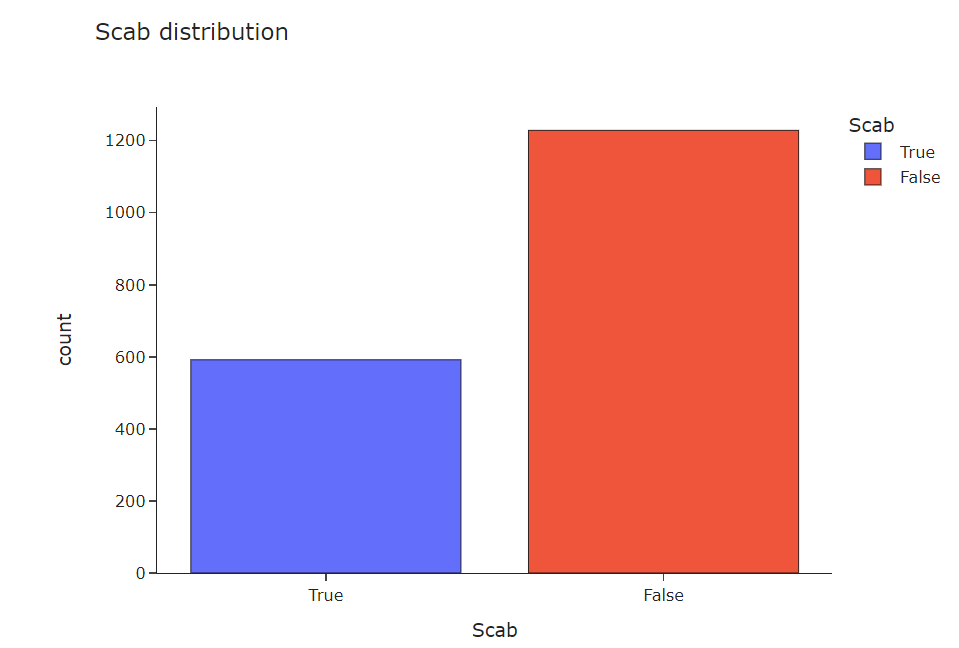 Scab distribution
1200
1000
800
600
400
200
0
count
True
False
Scab
Scab
True
False